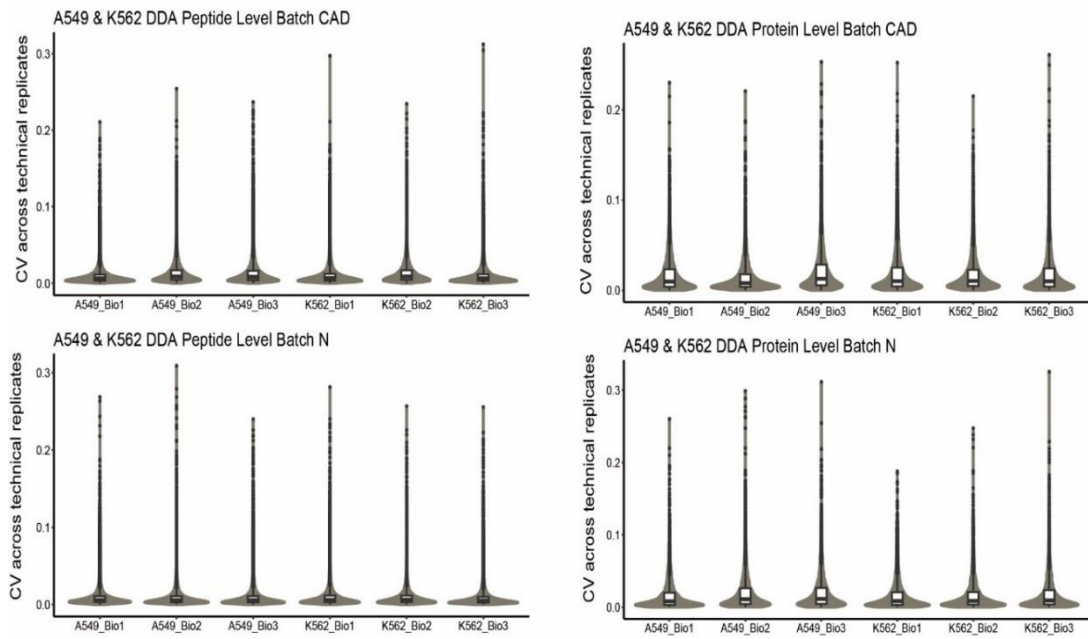 A549 & K562 DDA Peptide Level Batch CAD
CV across technical replicates
0.3
0.2
0.1
0.0
A549_Bio1 A549_Bio2 A549_Bio3 K562_Bio1 K562_Bio2 K562_Bio3
A549 & K562 DDA Protein Level Batch CAD
CV across technical replicates
0.2
0.1
0.0
A549_Bio1 A549_Bio2 A549_Bio3 K562_Bio1 K562_Bio2 K562_Bio3
A549 & K562 DDA Peptide Level Batch N
CV across technical replicates
0.3
0.2
0.1
0.0
A549_Bio1 A549_Bio2 A549_Bio3 K562_Bio1 K562_Bio2 K562_Bio3
A549 & K562 DDA Protein Level Batch N
CV across technical replicates
0.3
0.2
0.1
0.0
A549_Bio1 A549_Bio2 A549_Bio3 K562_Bio1 K562_Bio2 K562_Bio3